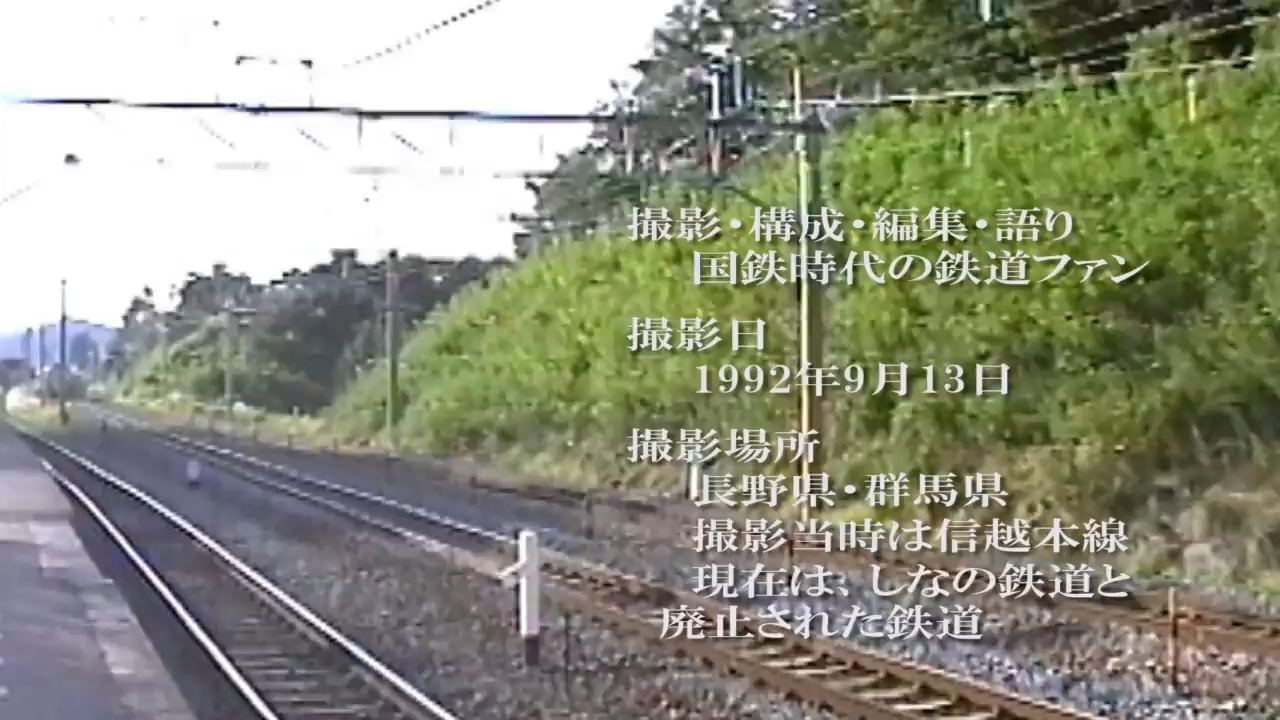 撮影・構成・編集・語り
国鉄時代の鉄道ファン
撮影日
1992年9月13日
撮影場所
長野県・群馬県
撮影当時は信越本線
現在は、しなの鉄道と
廃止された鉄道